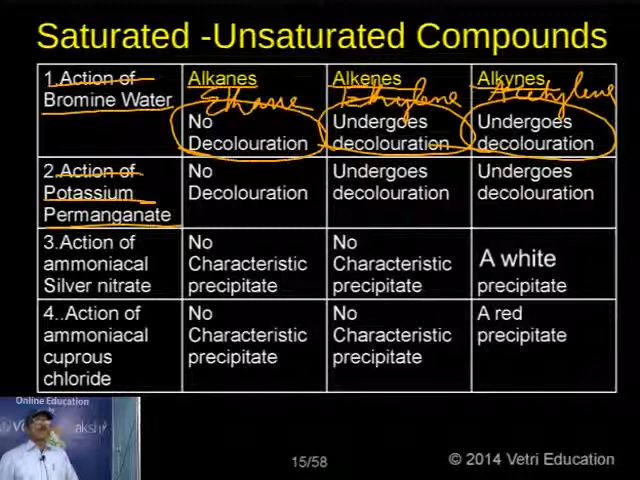 Saturated -Unsaturated Compounds
1.Action of
Bromine Water
Alkanes
Ethane
No
Decolouration
Alkenes
Ethylene
Undergoes
decolouration
Alkynes
Acetylene
Undergoes
decolouration
2.Action of
Potassium
Permanganate
No
Decolouration
Undergoes
decolouration
Undergoes
decolouration
3.Action of
ammoniacal
Silver nitrate
No
Characteristic
precipitate
No
Characteristic
precipitate
A white
precipitate
4..Action of
ammoniacal
cuprous
chloride
No
Characteristic
precipitate
No
Characteristic
precipitate
A red
precipitate
Online Education
15/58
© 2014 Vetri Education